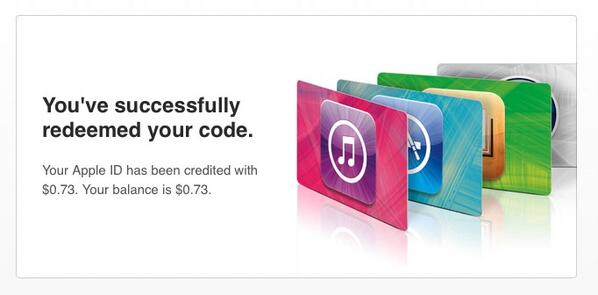 You've successfully
redeemed your code.
Your Apple ID has been credited with
$0.73. Your balance is $0.73.